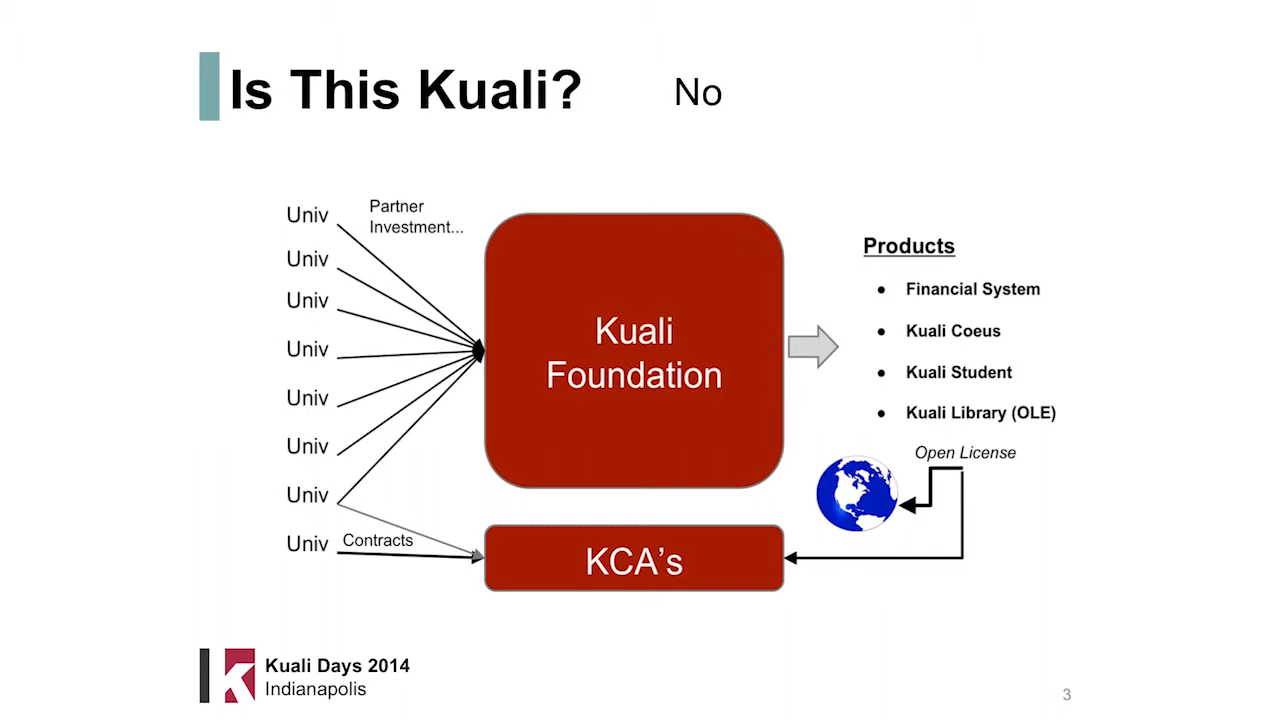 Is This Kuali?
No
Partner
Investment...
Univ
Univ
Univ
Univ
Univ
Univ
Univ
Univ
Contracts
Kuali
Foundation
KCA's
Products
● Financial System
● Kuali Coeus
● Kuali Student
● Kuali Library (OLE)
Open License
K
Kuali Days 2014
Indianapolis
3